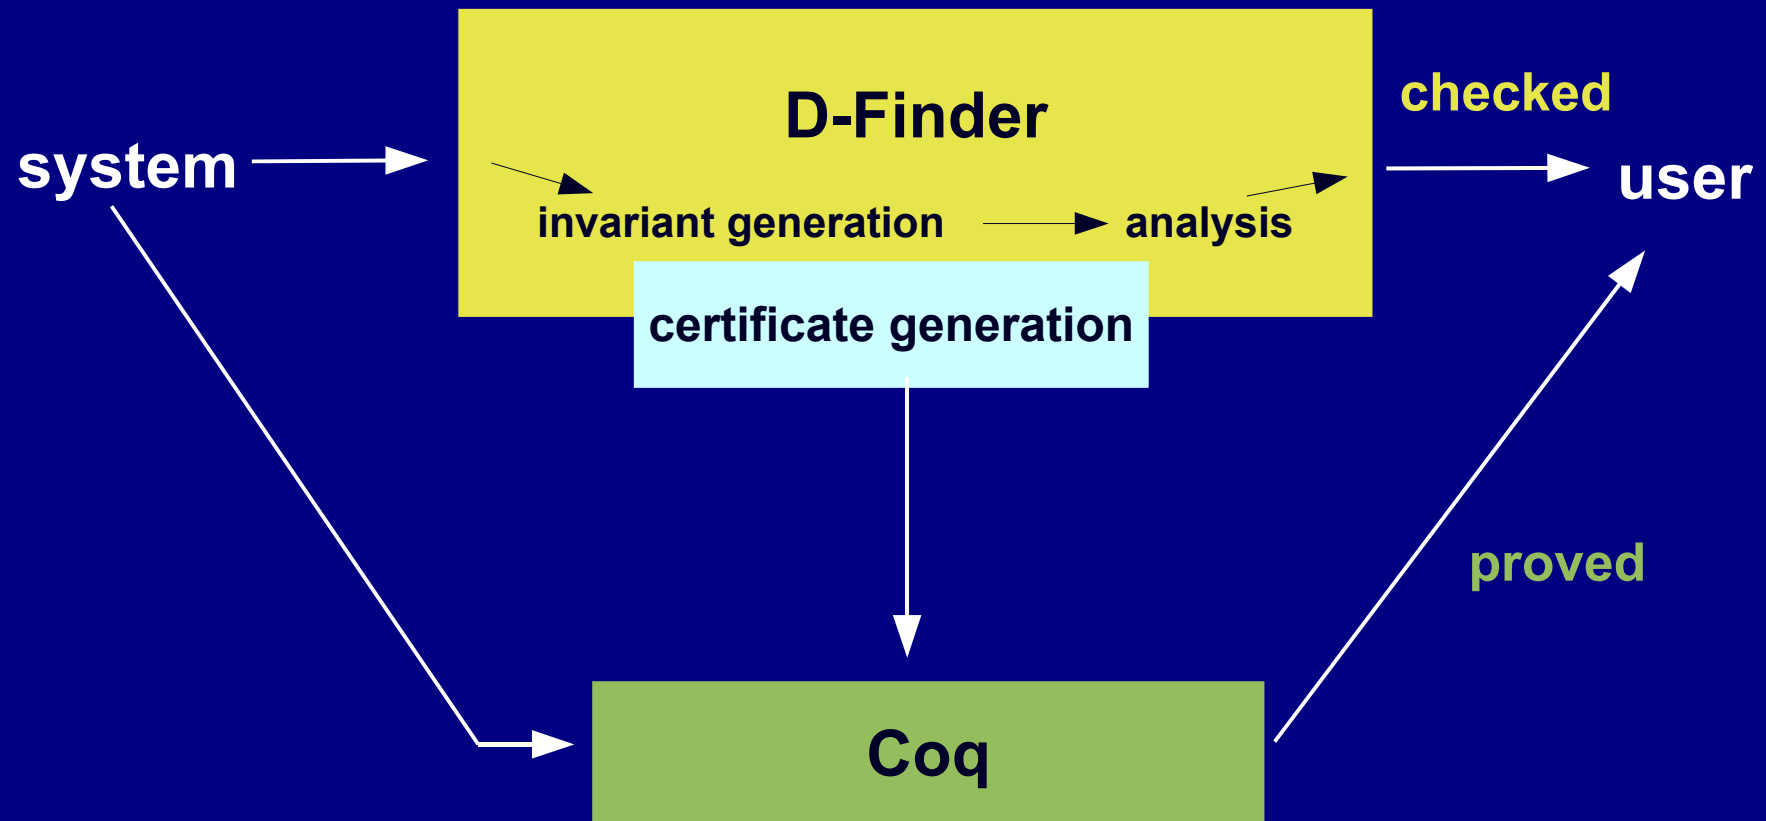 D-Finder
checked
system
user
invariant generation
analysis
certificate generation
proved
Coq